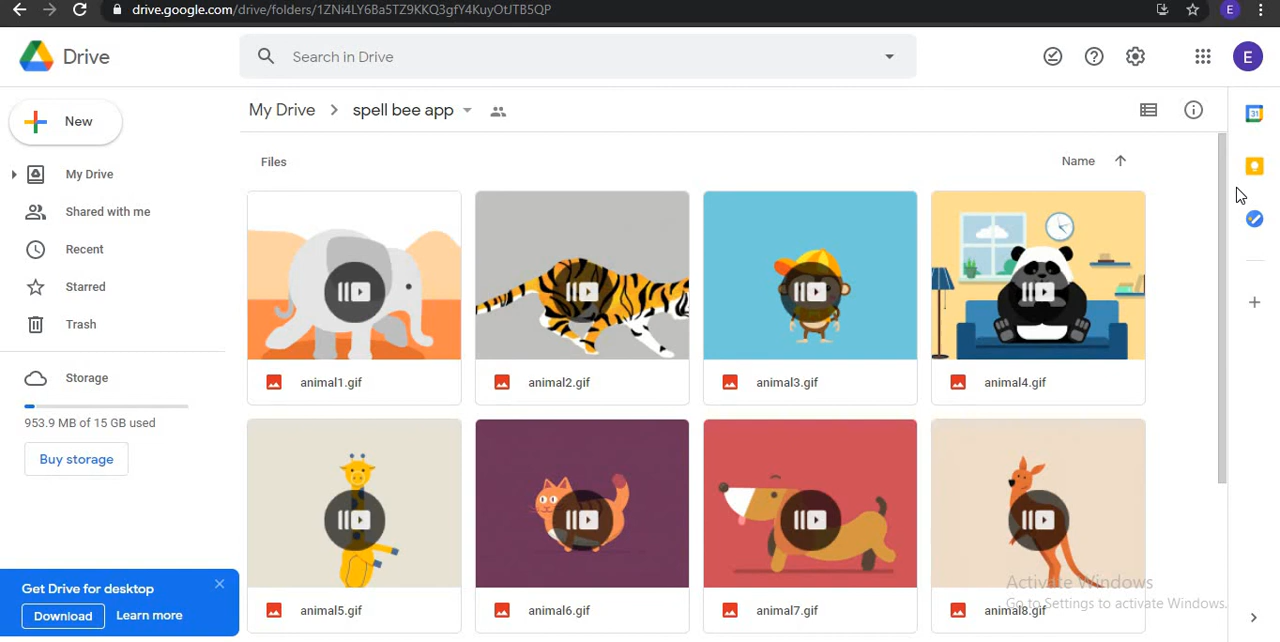 drive.google.com/drive/folders/1ZNi4LY6Ba5TZ9KKQ3gfY4KuyOtJTB5QP
E
Drive
Search in Drive
E
New
My Drive
spell bee app
31
Files
Name
My Drive
Shared with me
Recent
Starred
Trash
Storage
953.9 MB of 15 GB used
Buy storage
animal1.gif
animal2.gif
animal3.gif
animal4.gif
animal5.gif
animal6.gif
animal7.gif
animal8.gif
Get Drive for desktop
Download
Learn more
Activate Windows
Go to Settings to activate Windows.